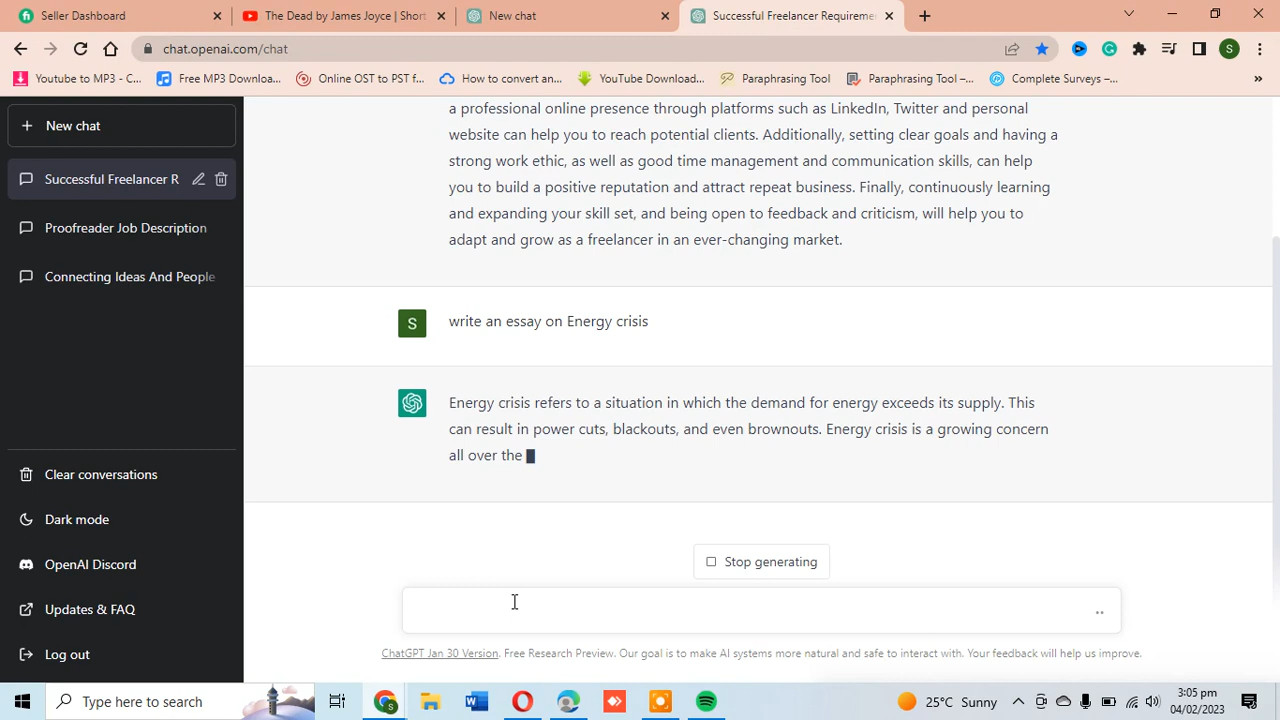 Seller Dashboard
The Dead by James Joyce | Short
New chat
Successful Freelancer Requireme
chat.openai.com/chat
S
Youtube to MP3 - C...
Free MP3 Downloa...
Online OST to PST f...
How to convert an...
YouTube Download...
Paraphrasing Tool
Paraphrasing Tool –...
Complete Surveys –...
»
New chat
Successful Freelancer R
Proofreader Job Description
Connecting Ideas And People
Clear conversations
Dark mode
OpenAI Discord
Updates & FAQ
Log out
a professional online presence through platforms such as LinkedIn, Twitter and personal
website can help you to reach potential clients. Additionally, setting clear goals and having a
strong work ethic, as well as good time management and communication skills, can help
you to build a positive reputation and attract repeat business. Finally, continuously learning
and expanding your skill set, and being open to feedback and criticism, will help you to
adapt and grow as a freelancer in an ever-changing market.
S
write an essay on Energy crisis
Energy crisis refers to a situation in which the demand for energy exceeds its supply. This
can result in power cuts, blackouts, and even brownouts. Energy crisis is a growing concern
all over the
Stop generating
ChatGPT Jan 30 Version. Free Research Preview. Our goal is to make AI systems more natural and safe to interact with. Your feedback will help us improve.
Type here to search
25°C Sunny
3:05 pm
04/02/2023